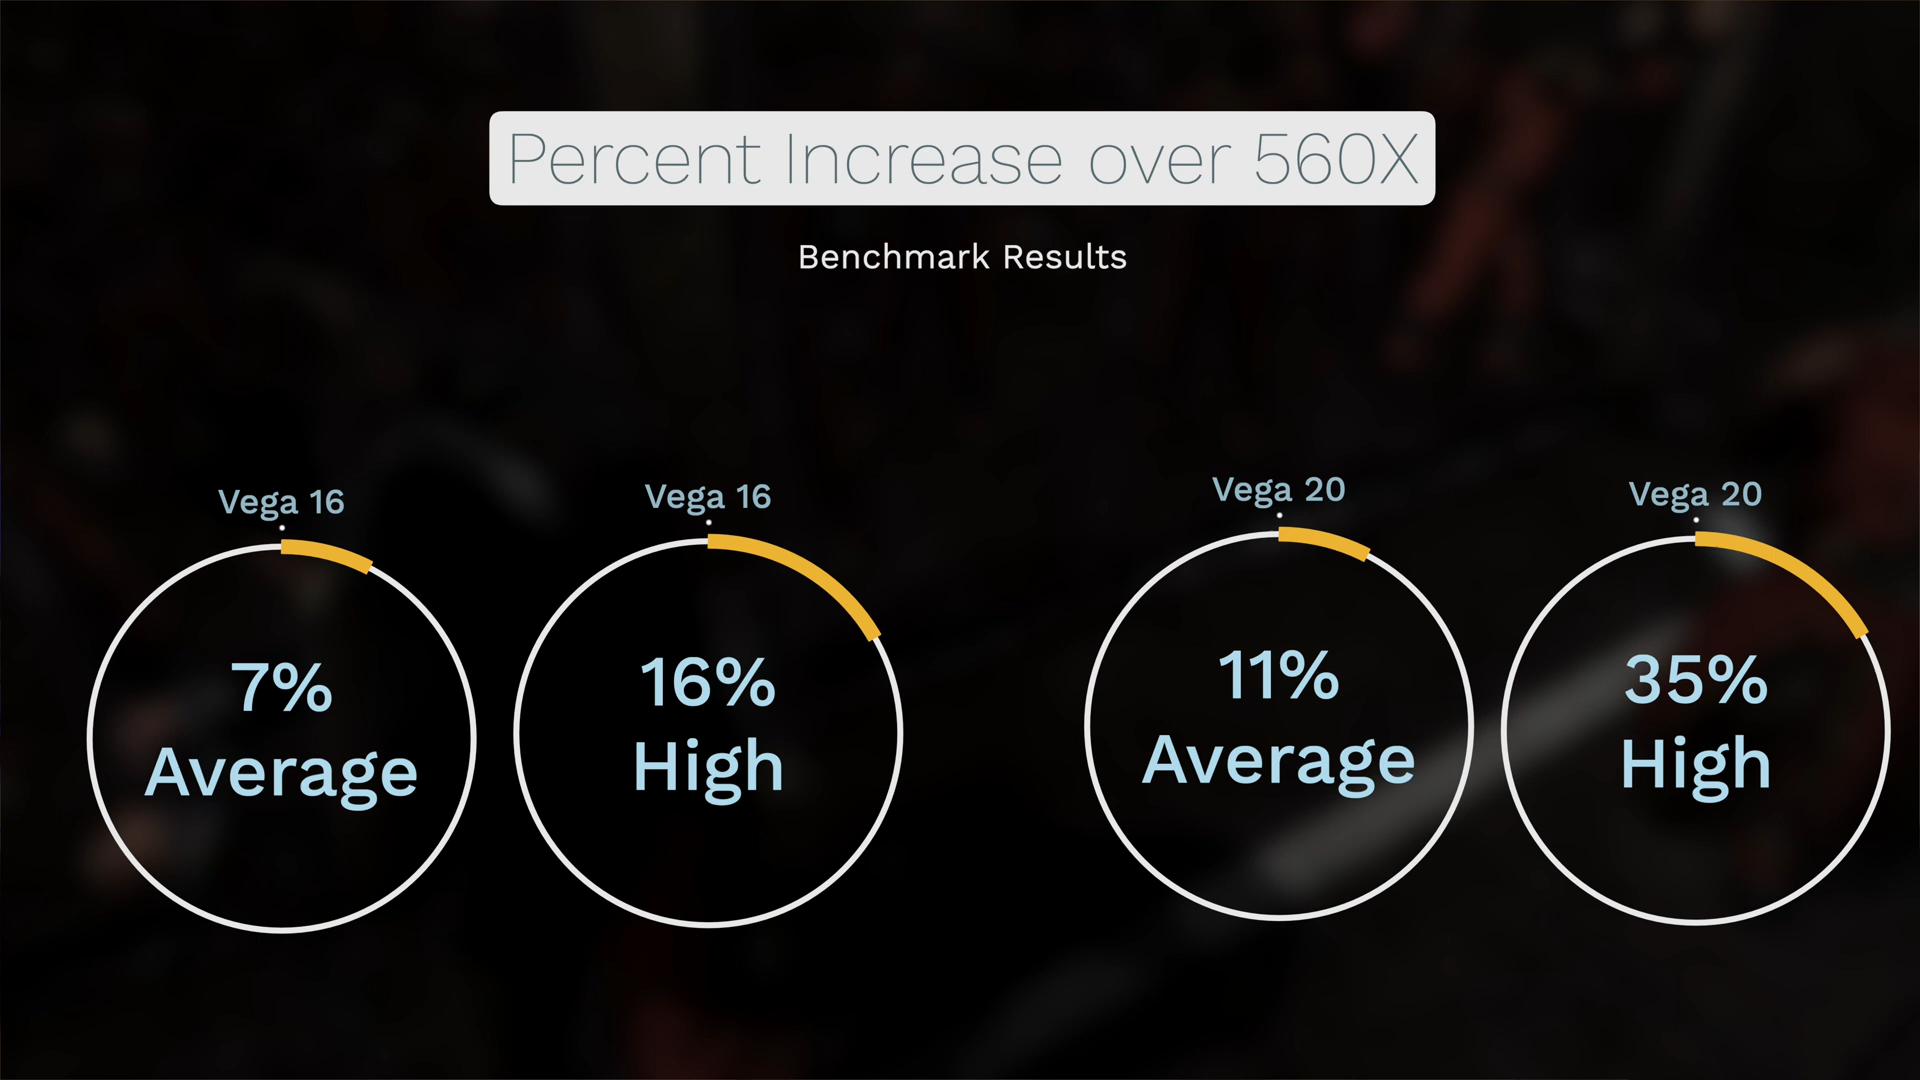 Percent Increase over 560X
Benchmark Results
Vega 16
7%
Average
Vega 16
16%
High
Vega 20
11%
Average
Vega 20
35%
High